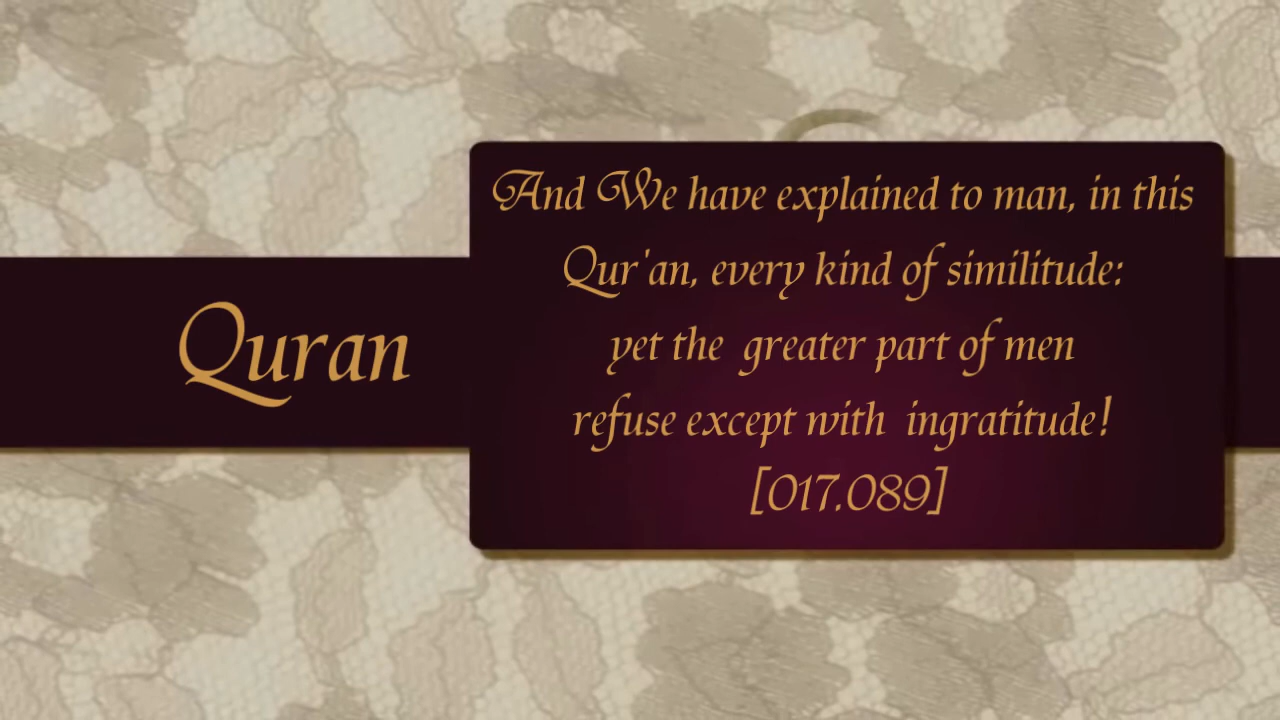 Quran
And We have explained to man, in this
Qur'an, every kind of similitude:
yet the greater part of men
refuse except with ingratitude!
[017.089]